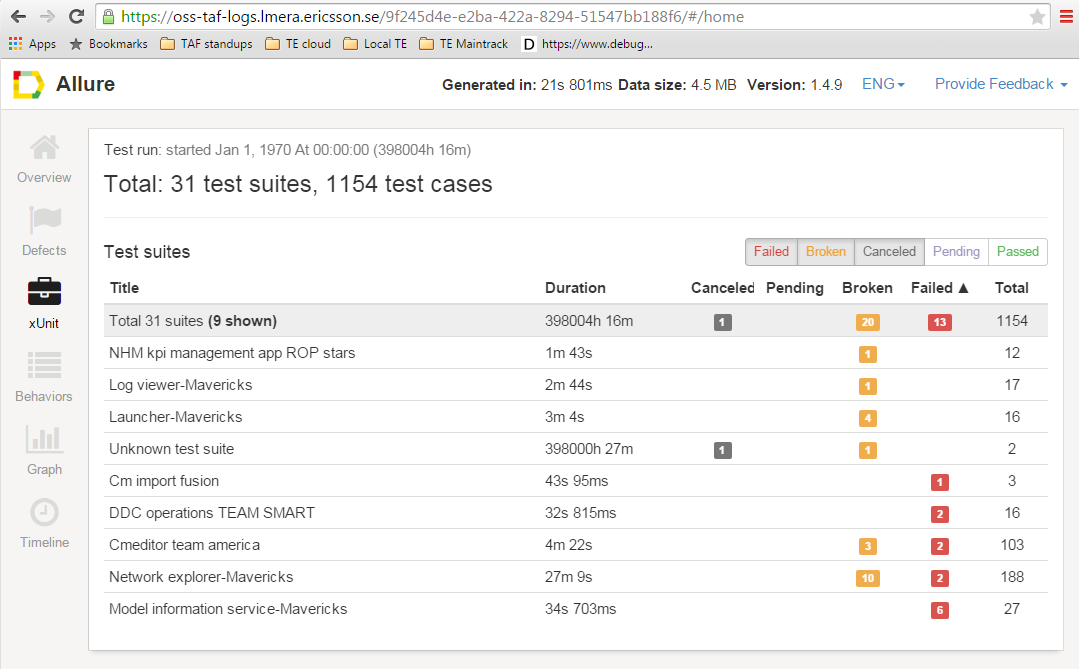 https://oss-taf-logs.lmera.ericsson.se/9f245d4e-e2ba-422a-8294-51547bb188f6/#/home
Apps Bookmarks TAF standups TE cloud Local TE TE Maintrack D https://www.debug...
Allure Generated in: 21s 801ms Data size: 4.5 MB Version: 1.4.9 ENG Provide Feedback
Overview
Defects
xUnit
Behaviors
Graph
Timeline
Test run: started Jan 1, 1970 At 00:00:00 (398004h 16m)
Total: 31 test suites, 1154 test cases
Test suites Failed Broken Canceled Pending Passed
Title Duration Canceled Pending Broken Failed ▲ Total
Total 31 suites (9 shown) 398004h 16m 1 20 13 1154
NHM kpi management app ROP stars 1m 43s 1 12
Log viewer-Mavericks 2m 44s 1 17
Launcher-Mavericks 3m 4s 4 16
Unknown test suite 398000h 27m 1 1 2
Cm import fusion 43s 95ms 1 3
DDC operations TEAM SMART 32s 815ms 2 16
Cmeditor team america 4m 22s 3 2 103
Network explorer-Mavericks 27m 9s 10 2 188
Model information service-Mavericks 34s 703ms 6 27